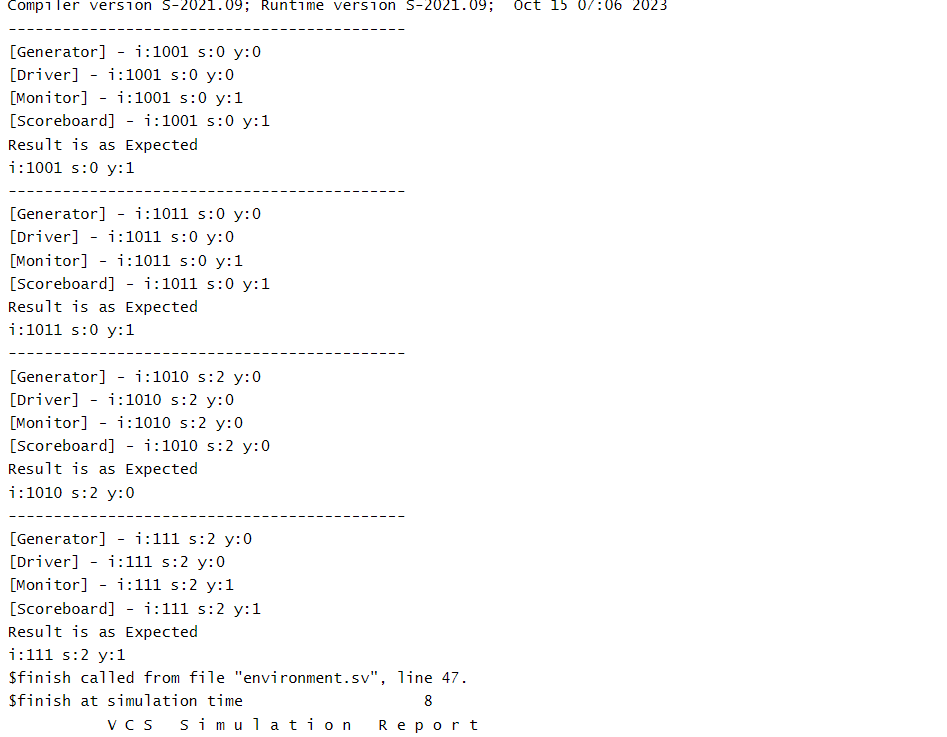 Compiler version S-2021.09; Runtime version S-2021.09;  Oct 15 07:06 2023
--------------------------------------------
[Generator] - i:1001 s:0 y:0
[Driver] - i:1001 s:0 y:0
[Monitor] - i:1001 s:0 y:1
[Scoreboard] - i:1001 s:0 y:1
Result is as Expected
i:1001 s:0 y:1
--------------------------------------------
[Generator] - i:1011 s:0 y:0
[Driver] - i:1011 s:0 y:0
[Monitor] - i:1011 s:0 y:1
[Scoreboard] - i:1011 s:0 y:1
Result is as Expected
i:1011 s:0 y:1
--------------------------------------------
[Generator] - i:1010 s:2 y:0
[Driver] - i:1010 s:2 y:0
[Monitor] - i:1010 s:2 y:0
[Scoreboard] - i:1010 s:2 y:0
Result is as Expected
i:1010 s:2 y:0
--------------------------------------------
[Generator] - i:111 s:2 y:0
[Driver] - i:111 s:2 y:0
[Monitor] - i:111 s:2 y:1
[Scoreboard] - i:111 s:2 y:1
Result is as Expected
i:111 s:2 y:1
$finish called from file "environment.sv", line 47.
$finish at simulation time                    8
           V C S   S i m u l a t i o n   R e p o r t